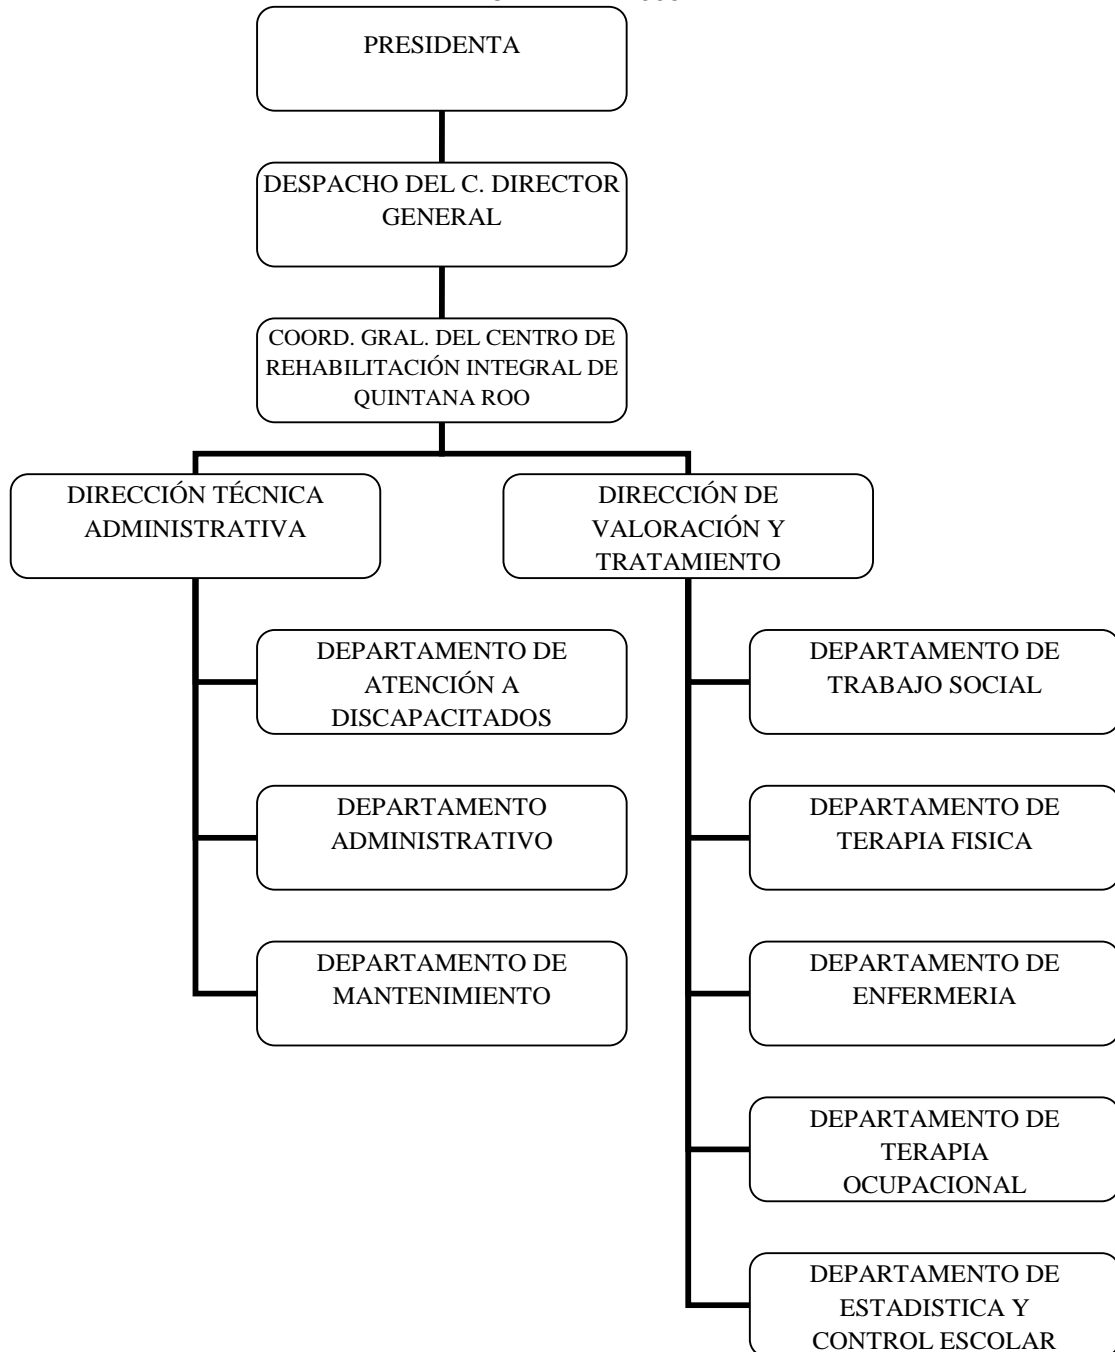 PRESIDENTA
DESPACHO DEL C. DIRECTOR
GENERAL
COORD. GRAL. DEL CENTRO DE
REHABILITACIÓN INTEGRAL DE
QUINTANA ROO
DIRECCIÓN TÉCNICA
ADMINISTRATIVA
DEPARTAMENTO DE
ATENCIÓN A
DISCAPACITADOS
DEPARTAMENTO
ADMINISTRATIVO
DEPARTAMENTO DE
MANTENIMIENTO
DIRECCIÓN DE
VALORACIÓN Y
TRATAMIENTO
DEPARTAMENTO DE
TRABAJO SOCIAL
DEPARTAMENTO DE
TERAPIA FISICA
DEPARTAMENTO DE
ENFERMERIA
DEPARTAMENTO DE
TERAPIA
OCUPACIONAL
DEPARTAMENTO DE
ESTADISTICA Y
CONTROL ESCOLAR